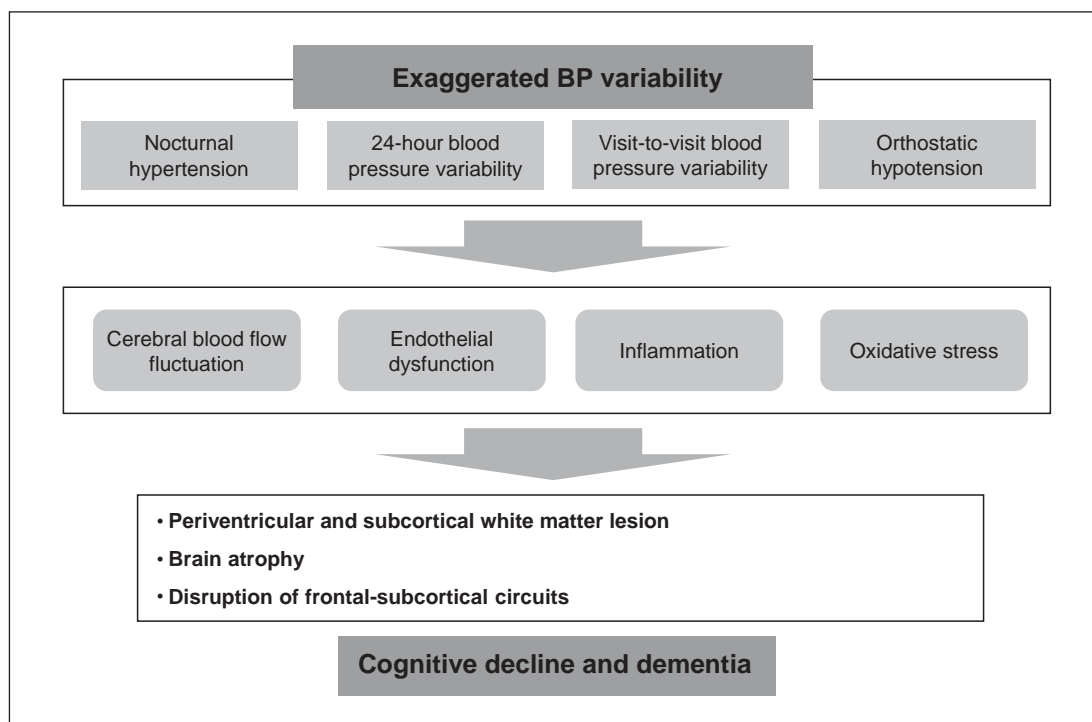 Exaggerated BP variability
Nocturnal
hypertension
24-hour blood
pressure variability
Visit-to-visit blood
pressure variability
Orthostatic
hypotension
Cerebral blood flow
fluctuation
Endothelial
dysfunction
Inflammation
Oxidative stress
• Periventricular and subcortical white matter lesion
• Brain atrophy
• Disruption of frontal-subcortical circuits
Cognitive decline and dementia